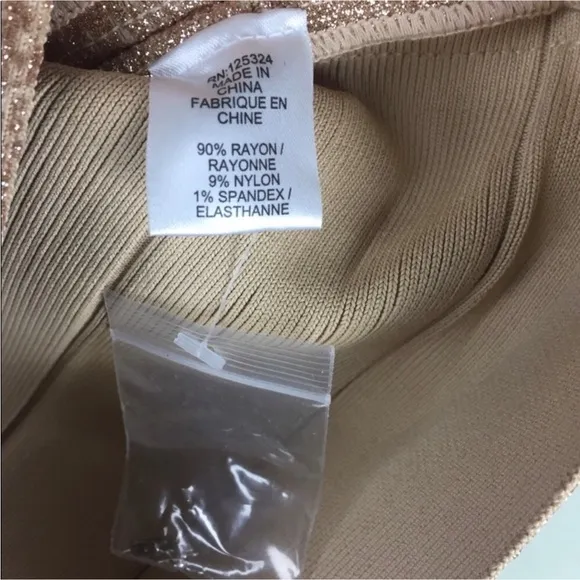 RN:125324
MADE IN
CHINA
FABRIQUE EN
CHINE
90% RAYON /
RAYONNE
9% NYLON
1% SPANDEX /
ELASTHANNE